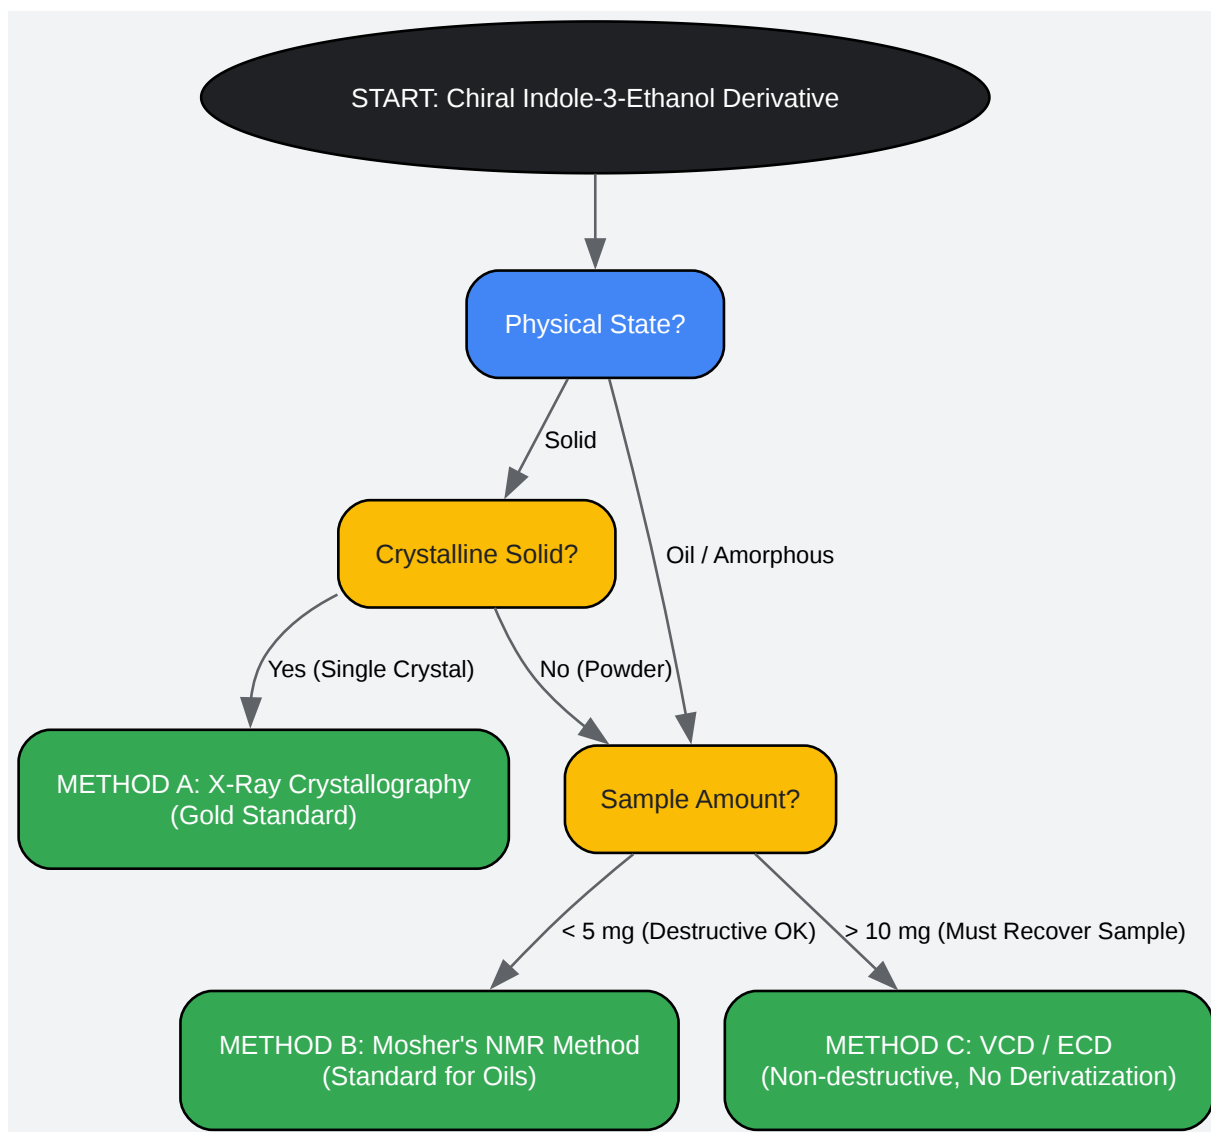 START: Chiral Indole-3-Ethanol Derivative
Physical State?
Solid
Crystalline Solid?
Oil / Amorphous
Yes (Single Crystal)
No (Powder)
METHOD A: X-Ray Crystallography
(Gold Standard)
Sample Amount?
< 5 mg (Destructive OK)
> 10 mg (Must Recover Sample)
METHOD B: Mosher's NMR Method
(Standard for Oils)
METHOD C: VCD / ECD
(Non-destructive, No Derivatization)